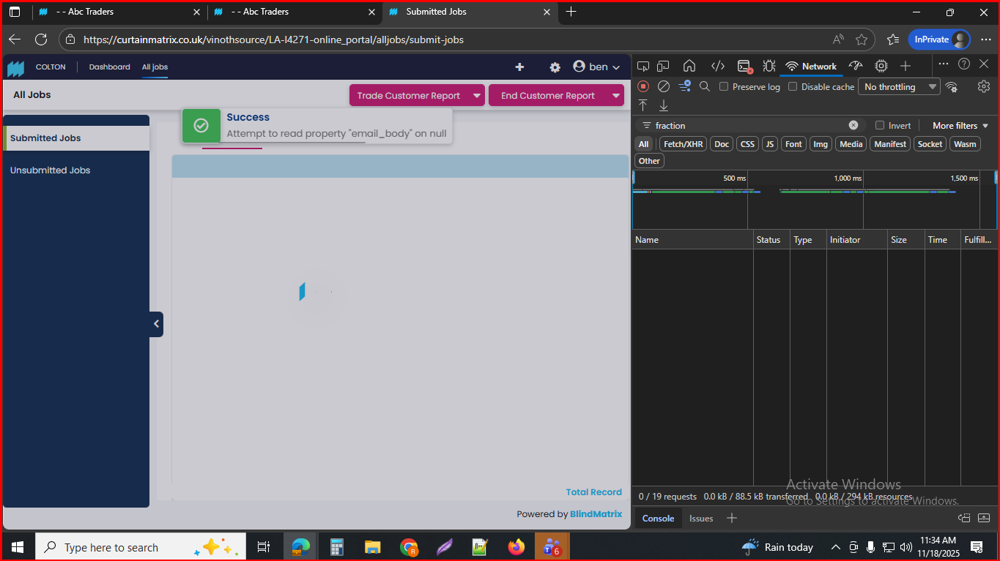 - - Abc Traders
- - Abc Traders
Submitted Jobs
https://curtainmatrix.co.uk/vinothsource/LA-I4271-online_portal/alljobs/submit-jobs
InPrivate
COLTON
Dashboard
All jobs
ben
All Jobs
Trade Customer Report
End Customer Report
Success
Attempt to read property "email_body" on null
Submitted Jobs
Unsubmitted Jobs
Total Record
Powered by BlindMatrix
Network
Preserve log
Disable cache
No throttling
fraction
Invert
More filters
All
Fetch/XHR
Doc
CSS
JS
Font
Img
Media
Manifest
Socket
Wasm
Other
500 ms
1,000 ms
1,500 ms
Name
Status
Type
Initiator
Size
Time
Fulfill...
Activate Windows
Go to Settings to activate Windows.
0 / 19 requests
0.0 kB / 88.5 kB transferred
0.0 kB / 294 kB resources
Console
Issues
Type here to search
6
Rain today
11:34 AM
11/18/2025